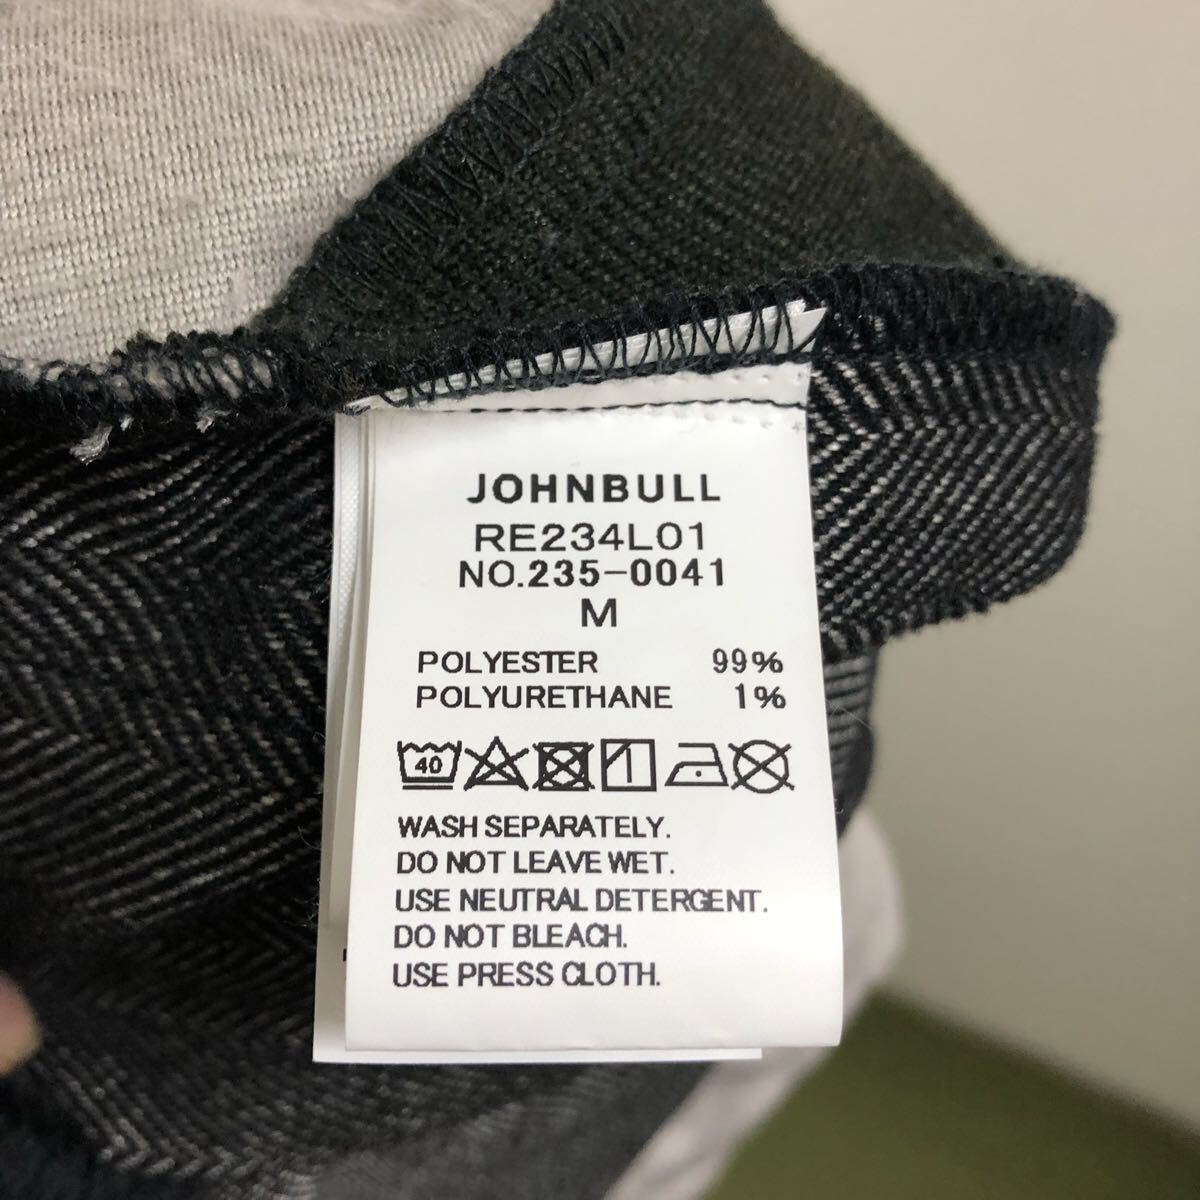 JOHNBULL
RE234L01
NO.235-0041
M
POLYESTER 99%
POLYURETHANE 1%
40
WASH SEPARATELY.
DO NOT LEAVE WET.
USE NEUTRAL DETERGENT.
DO NOT BLEACH.
USE PRESS CLOTH.